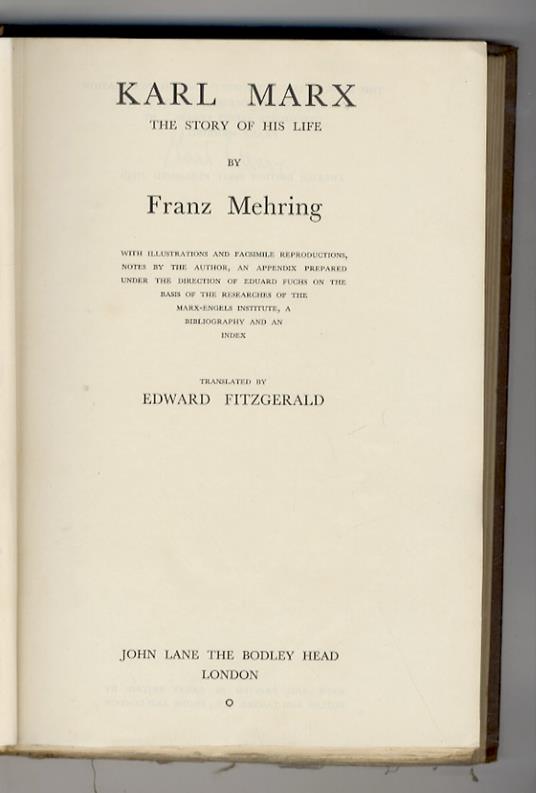 KARL MARX
THE STORY OF HIS LIFE
BY
Franz Mehring
WITH ILLUSTRATIONS AND FACSIMILE REPRODUCTIONS,
NOTES BY THE AUTHOR, AN APPENDIX PREPARED
UNDER THE DIRECTION OF EDUARD FUCHS ON THE
BASIS OF THE RESEARCHES OF THE
MARX-ENGELS INSTITUTE, A
BIBLIOGRAPHY AND AN
INDEX
TRANSLATED BY
EDWARD FITZGERALD
JOHN LANE THE BODLEY HEAD
LONDON